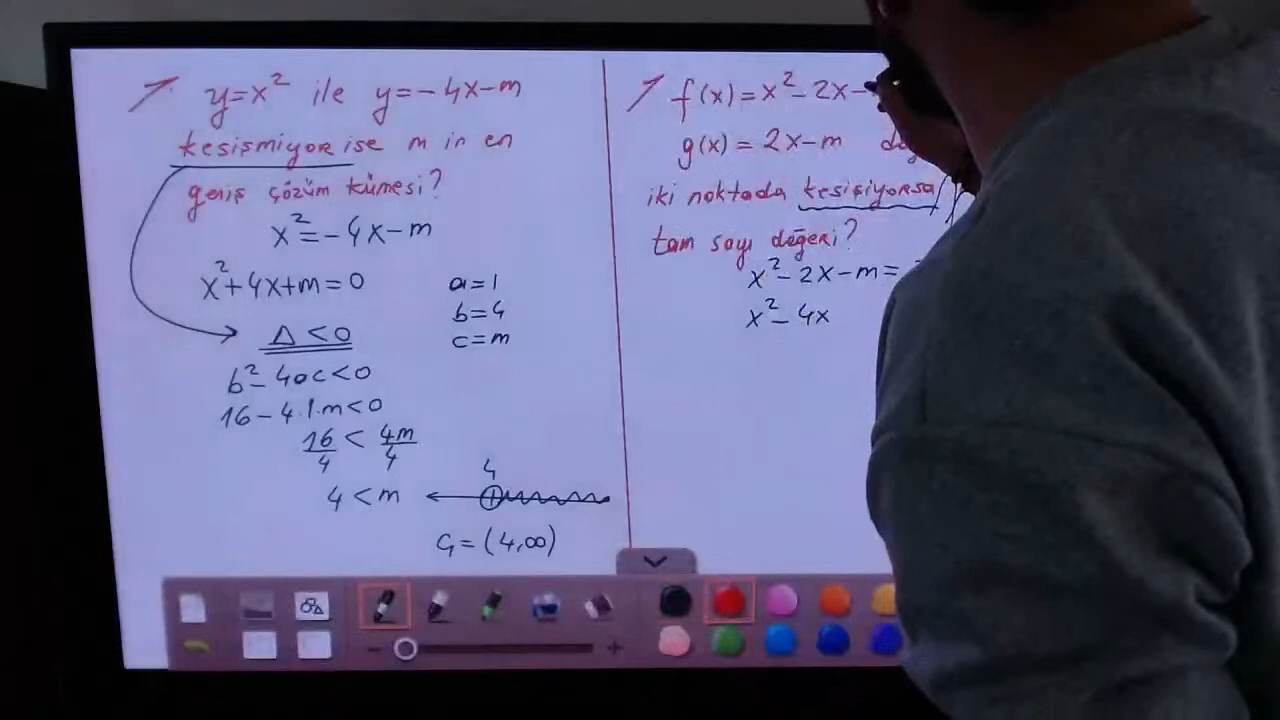 y=x² ile y=-4x-m
kesişmiyor ise m in en
geniş çözüm kümesi?
x²=-4x-m
x²+4x+m=0
a=1
b=4
c=m
Δ<0
b²-4ac<0
16-4.1.m<0
16/4 < 4m/4
4<m
4
Ç=(4,∞)
f(x)=x²-2x-
g(x)=2x-m
iki noktada kesişiyorsa
tam sayı değeri?
x²-2x-m=
x²-4x